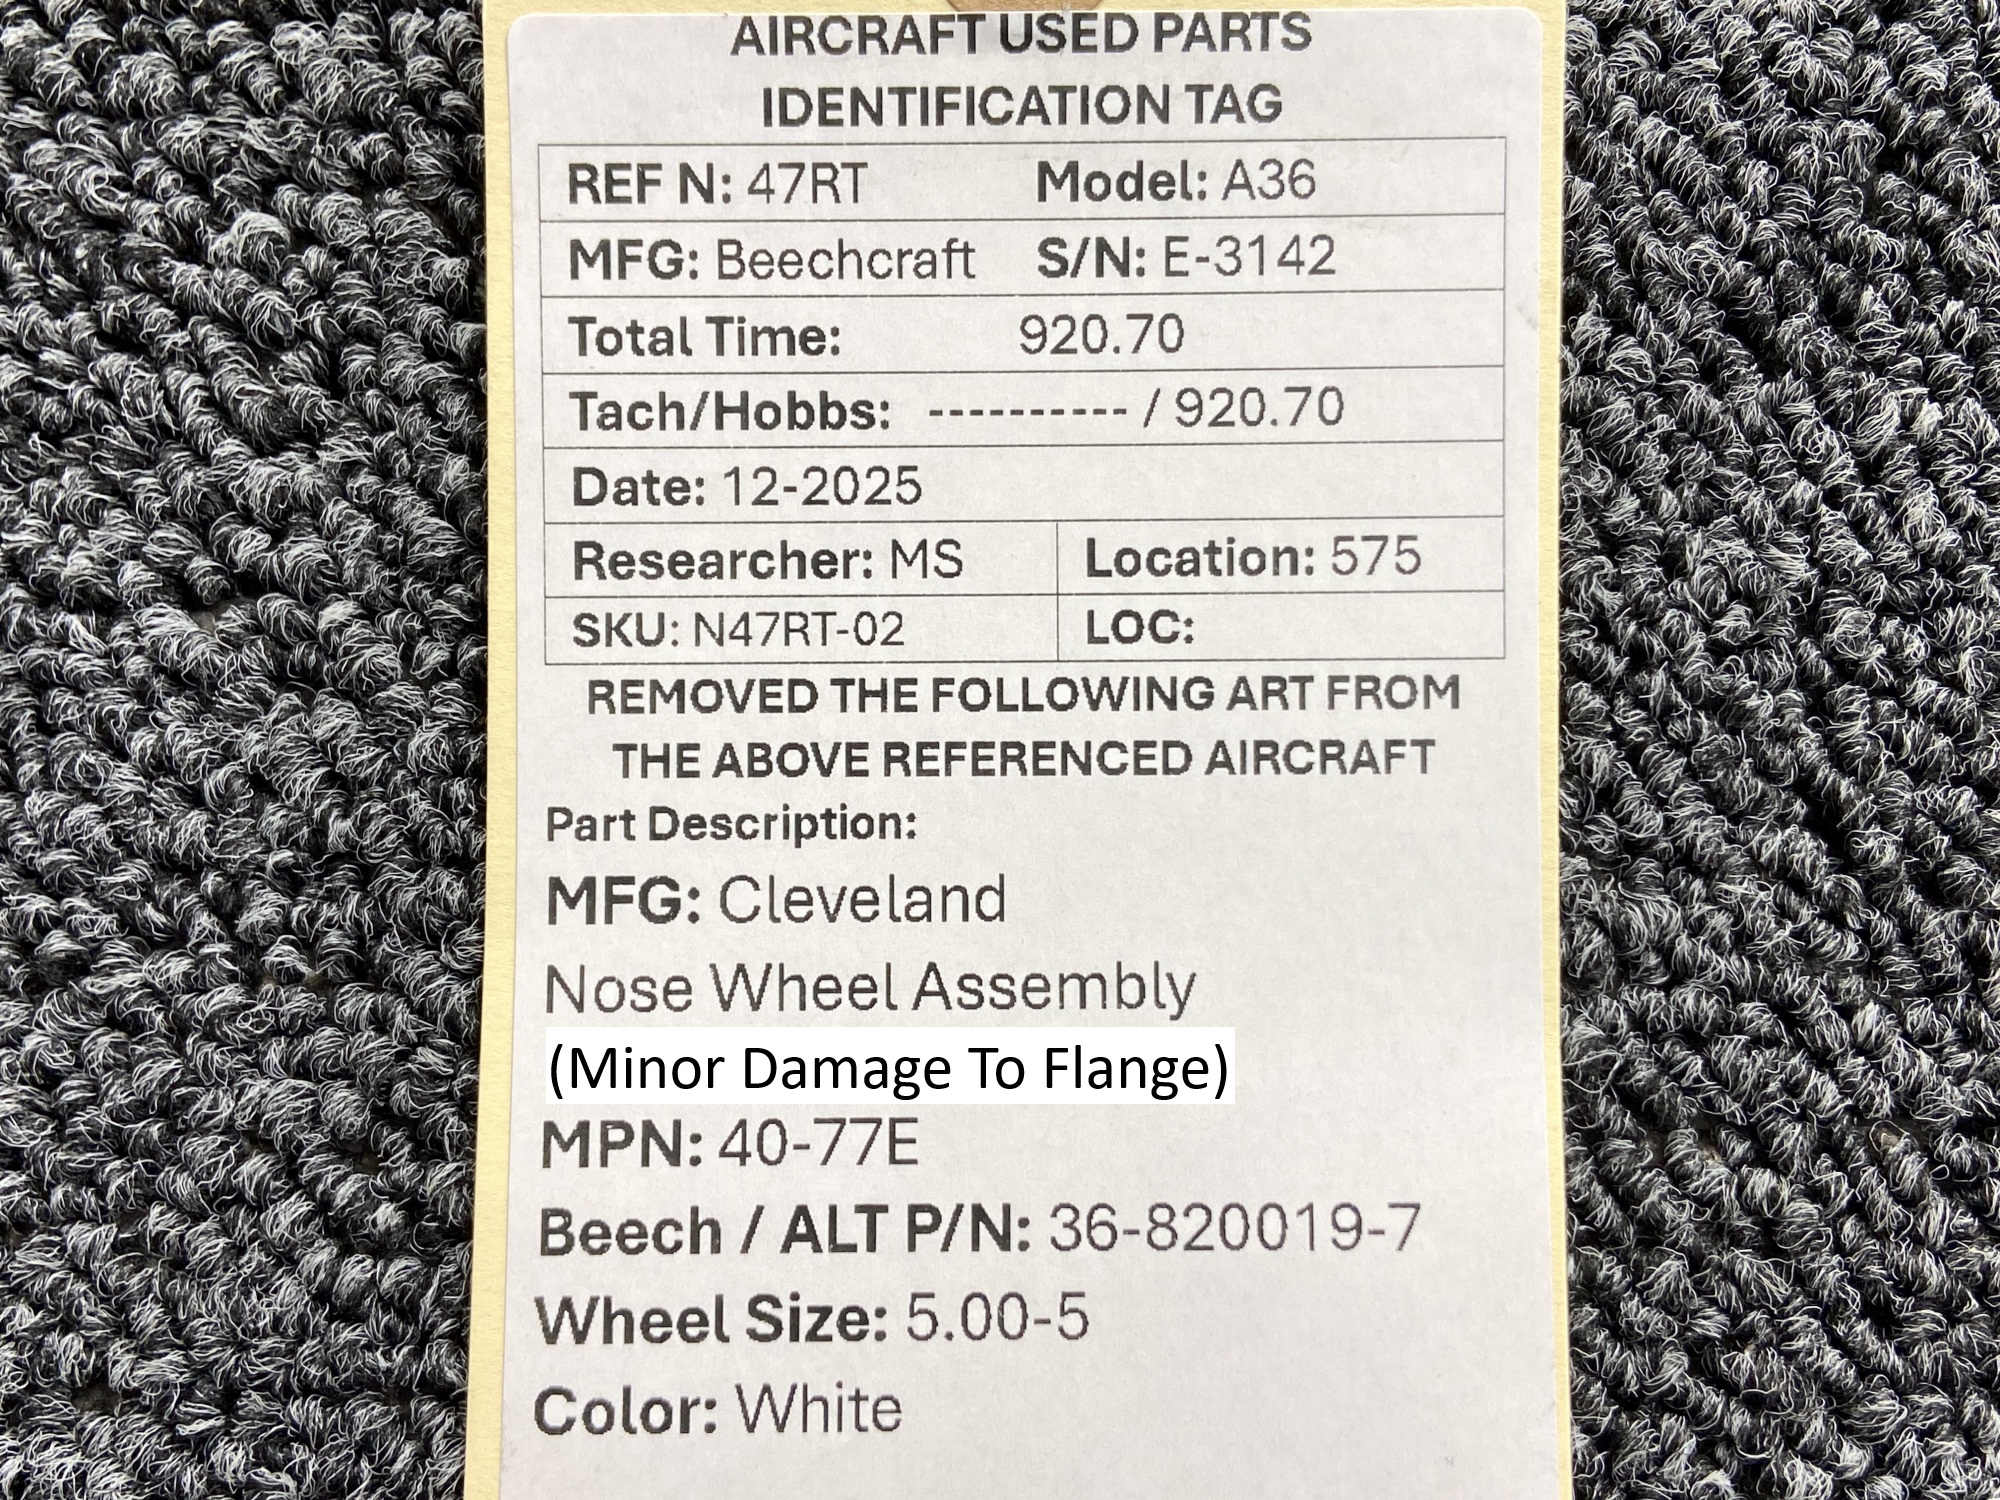 AIRCRAFT USED PARTS
IDENTIFICATION TAG
REF N: 47RT Model: A36
MFG: Beechcraft S/N: E-3142
Total Time: 920.70
Tach/Hobbs: ---------- / 920.70
Date: 12-2025
Researcher: MS Location: 575
SKU: N47RT-02 LOC:
REMOVED THE FOLLOWING ART FROM
THE ABOVE REFERENCED AIRCRAFT
Part Description:
MFG: Cleveland
Nose Wheel Assembly
(Minor Damage To Flange)
MPN: 40-77E
Beech / ALT P/N: 36-820019-7
Wheel Size: 5.00-5
Color: White